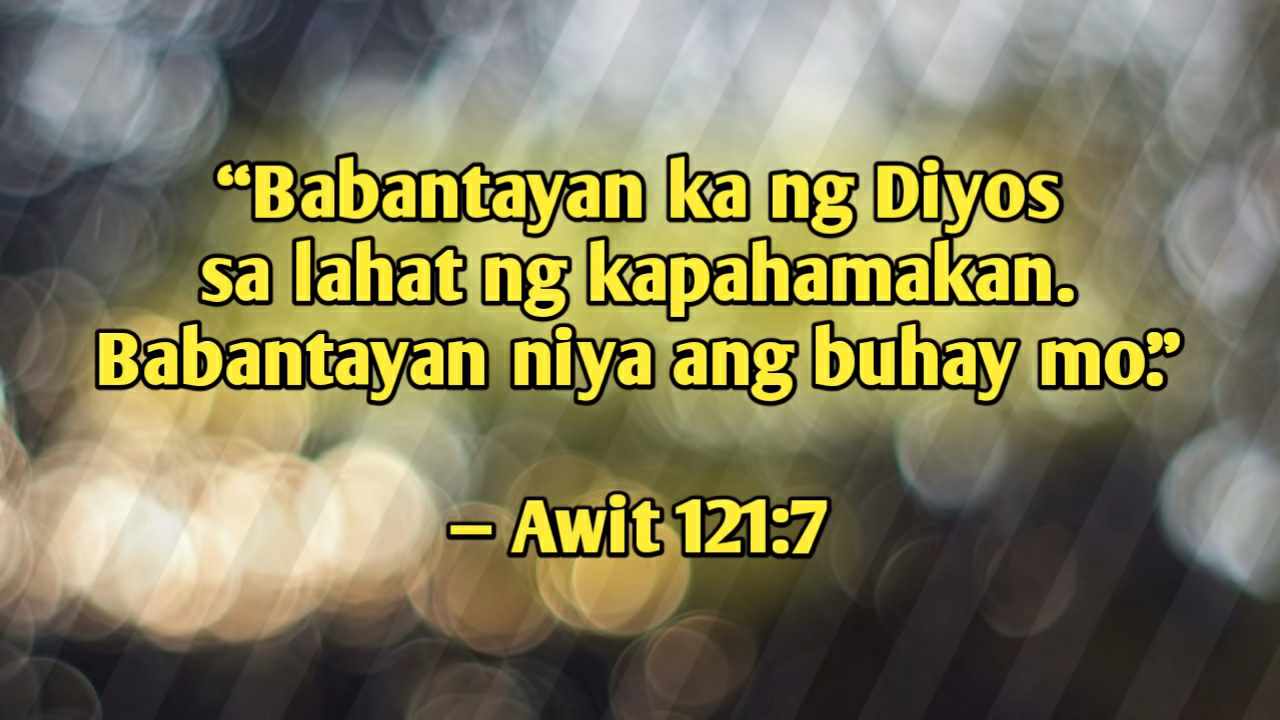 “Babantayan ka ng Diyos
sa lahat ng kapahamakan.
Babantayan niya ang buhay mo.”
– Awit 121:7